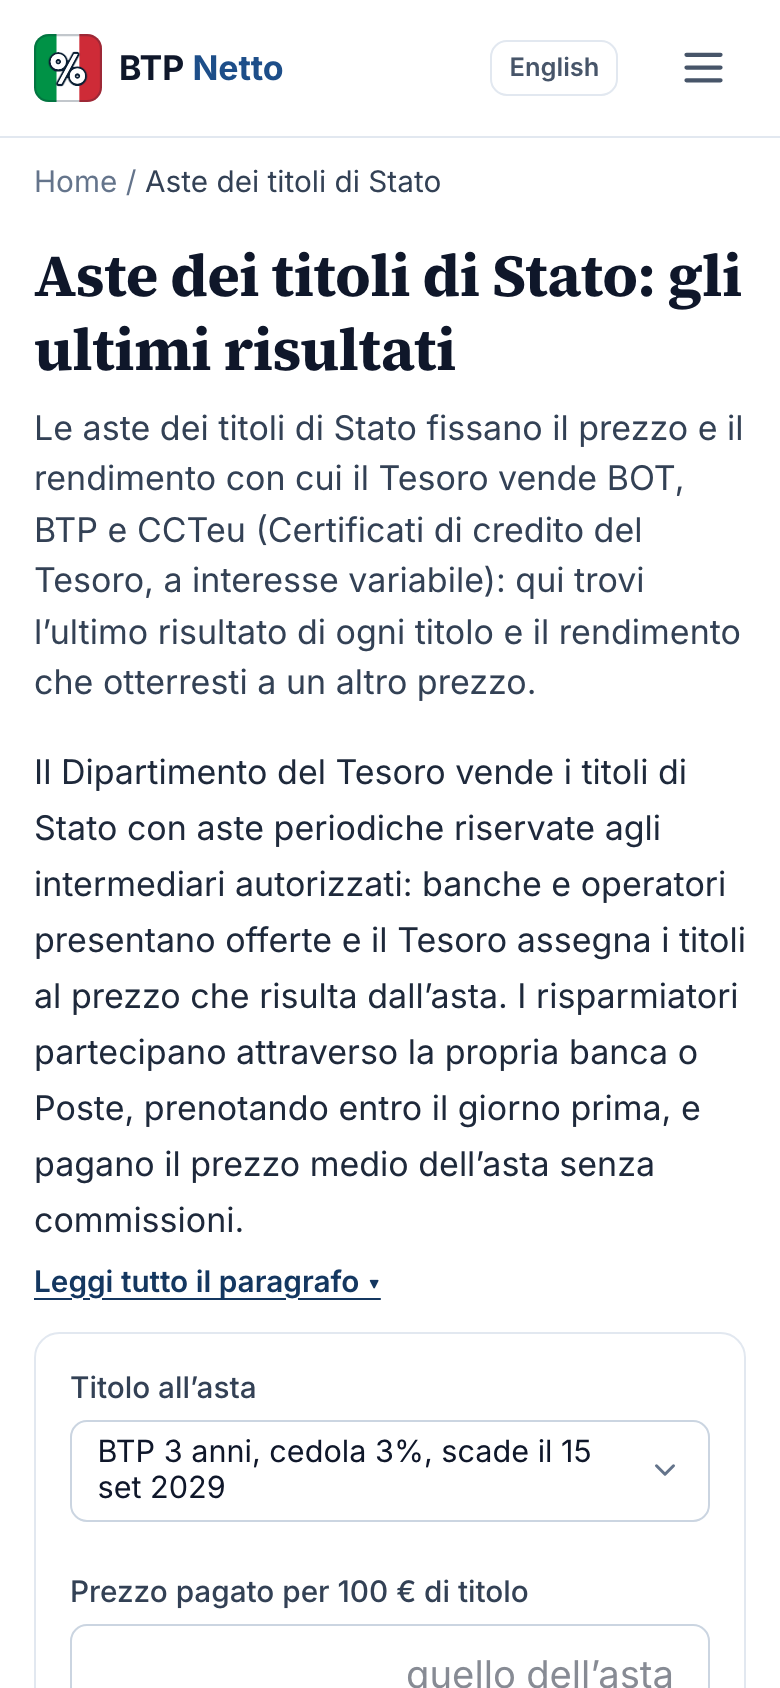 %
BTP Netto
English
Home / Aste dei titoli di Stato
Aste dei titoli di Stato: gli
ultimi risultati
Le aste dei titoli di Stato fissano il prezzo e il
rendimento con cui il Tesoro vende BOT,
BTP e CCTeu (Certificati di credito del
Tesoro, a interesse variabile): qui trovi
l’ultimo risultato di ogni titolo e il rendimento
che otterresti a un altro prezzo.
Il Dipartimento del Tesoro vende i titoli di
Stato con aste periodiche riservate agli
intermediari autorizzati: banche e operatori
presentano offerte e il Tesoro assegna i titoli
al prezzo che risulta dall’asta. I risparmiatori
partecipano attraverso la propria banca o
Poste, prenotando entro il giorno prima, e
pagano il prezzo medio dell’asta senza
commissioni.
Leggi tutto il paragrafo ▾
Titolo all’asta
BTP 3 anni, cedola 3%, scade il 15
set 2029
Prezzo pagato per 100 € di titolo
quello dell’asta